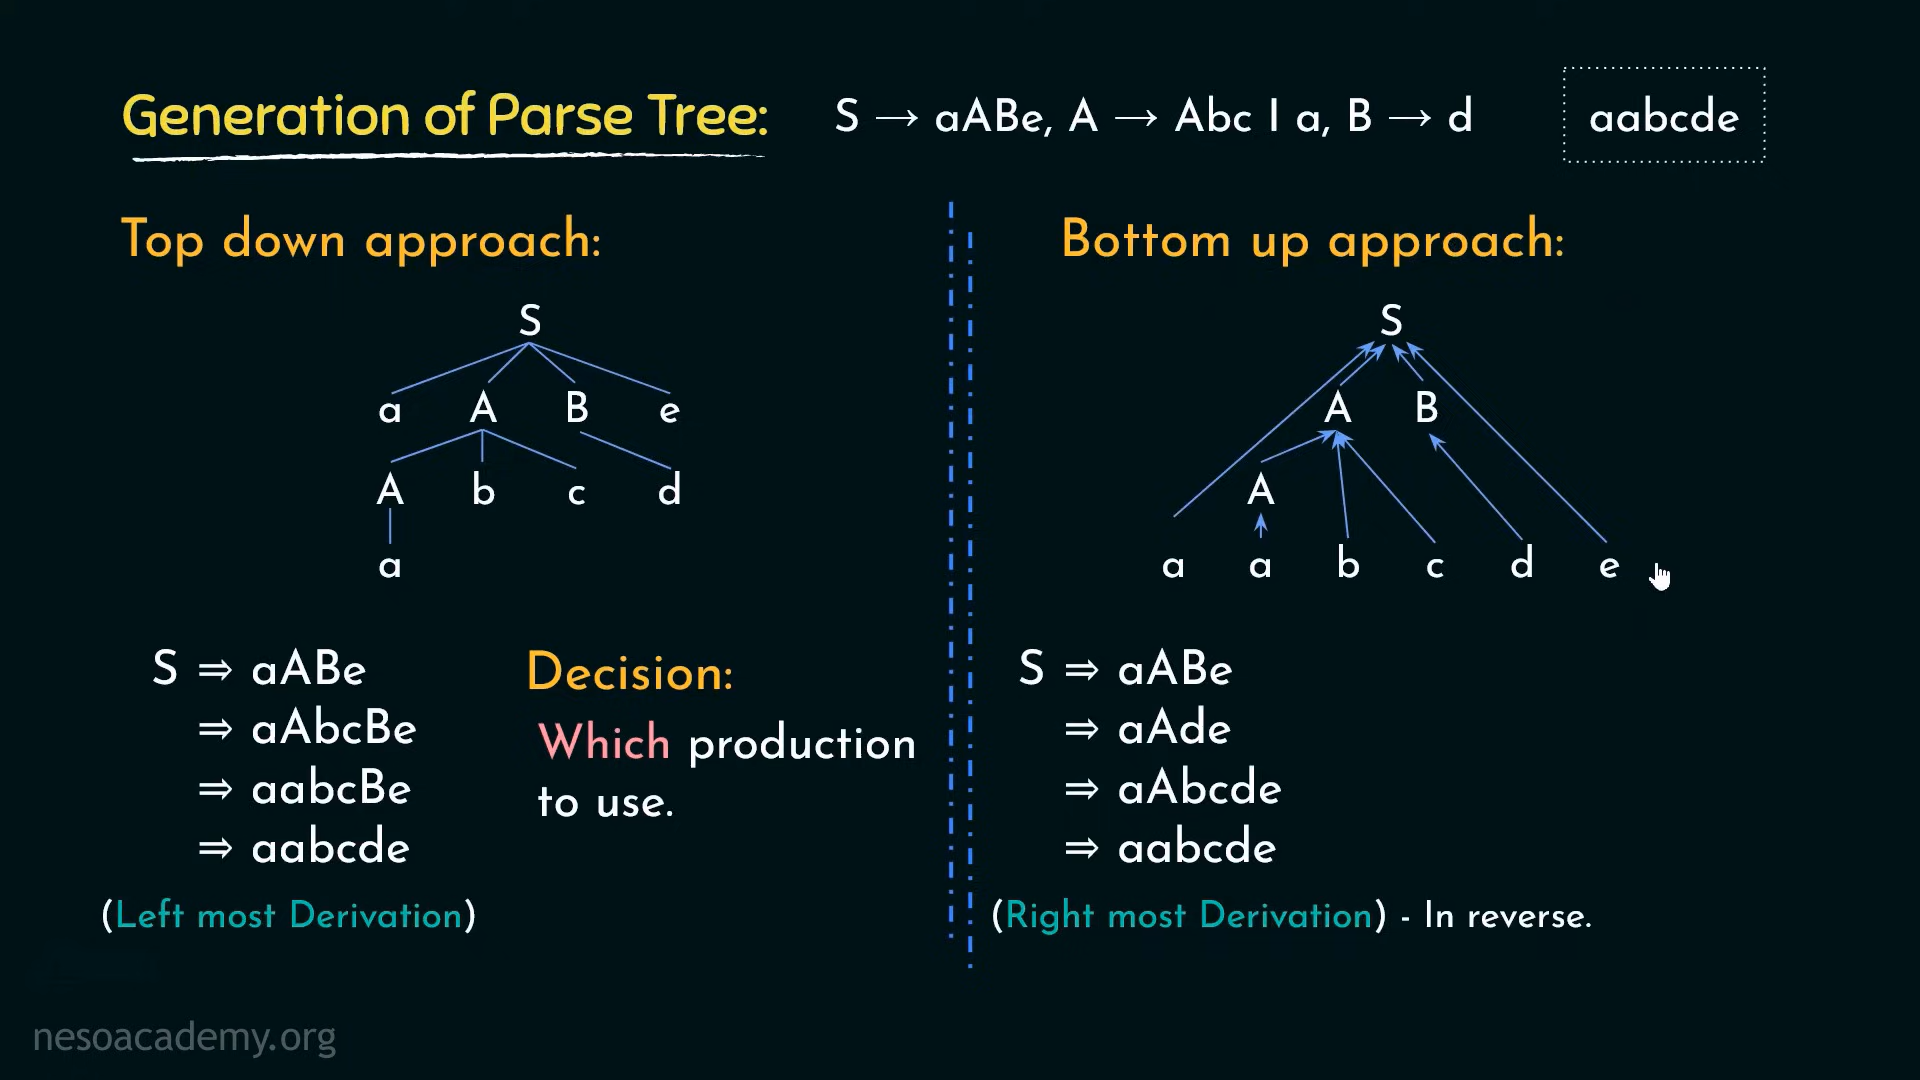 Generation of Parse Tree:
S → aABe, A → Abc | a, B → d
aabcde
Top down approach:
S
a A B e
A b c d
a
S ⇒ aABe
⇒ aAbcBe
⇒ aabcBe
⇒ aabcde
(Left most Derivation)
Decision:
Which production
to use.
Bottom up approach:
S
A B
A
a a b c d e
S ⇒ aABe
⇒ aAde
⇒ aAbcde
⇒ aabcde
(Right most Derivation) - In reverse.
nesoacademy.org